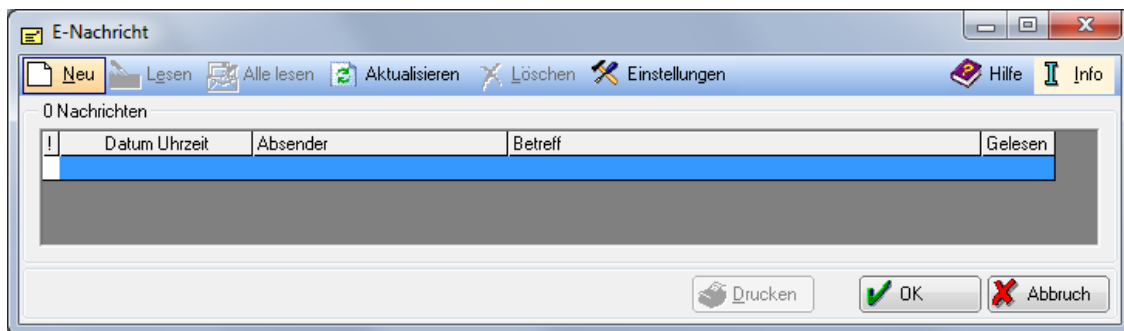 E-Nachricht
Neu Lesen Alle lesen Aktualisieren Löschen Einstellungen Hilfe Info
0 Nachrichten
! Datum Uhrzeit Absender Betreff Gelesen
Drucken OK Abbruch